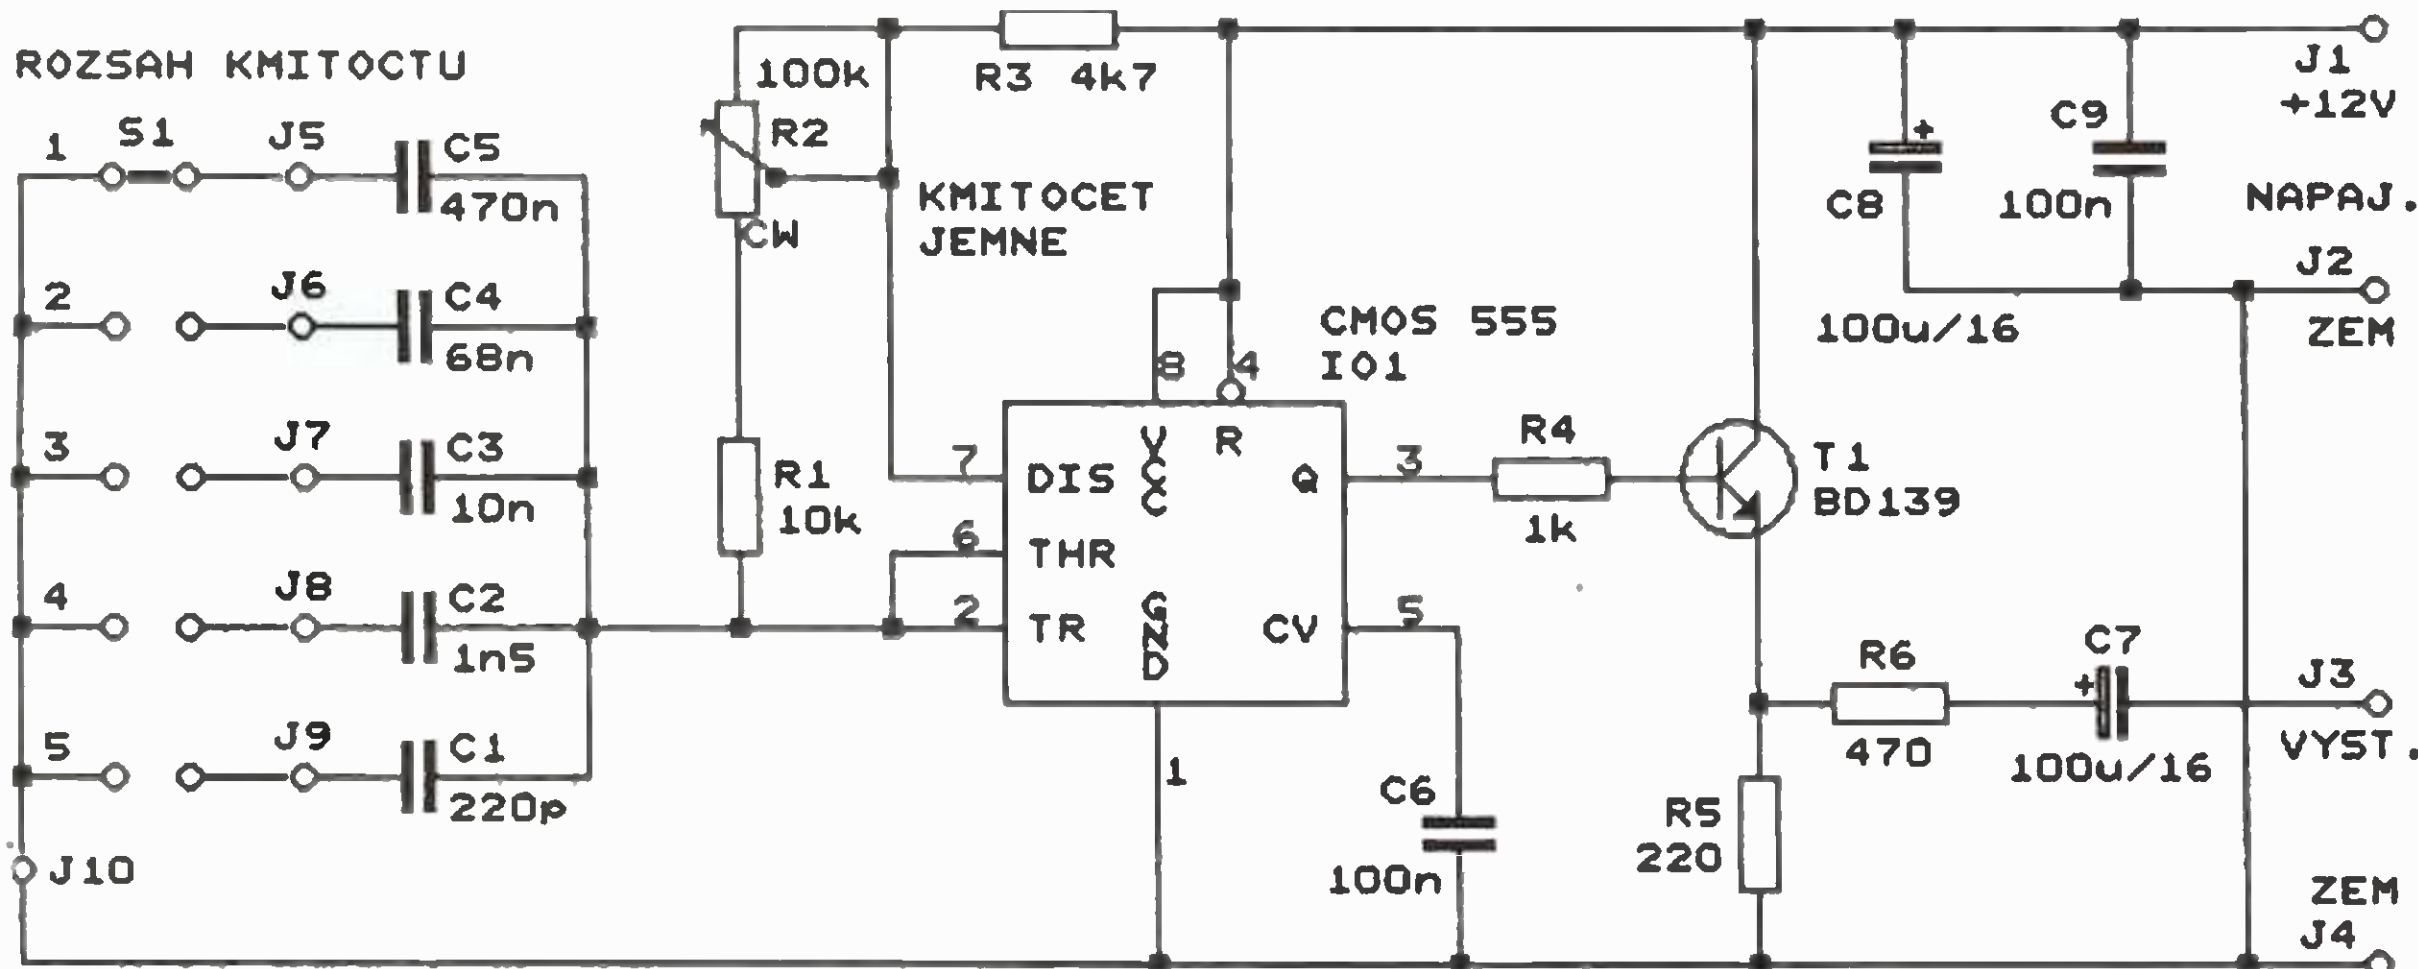 ROZSAH KMITOCTU
1
S1
J5
C5
470n
2
J6
C4
68n
3
J7
C3
10n
4
J8
C2
1n5
5
J9
C1
220p
J10
100k
R2
CW
KMITOCET
JEMNE
R3 4k7
R1
10k
CMOS 555
IO1
8
4
VCC
R
7
DIS
6
THR
2
TR
GND
Q
3
CV
5
1
R4
1k
T1
BD139
C6
100n
R5
220
R6
470
C7
+
100u/16
C8
+
100u/16
C9
100n
J1
+12V
NAPAJ.
J2
ZEM
J3
VYST.
ZEM
J4